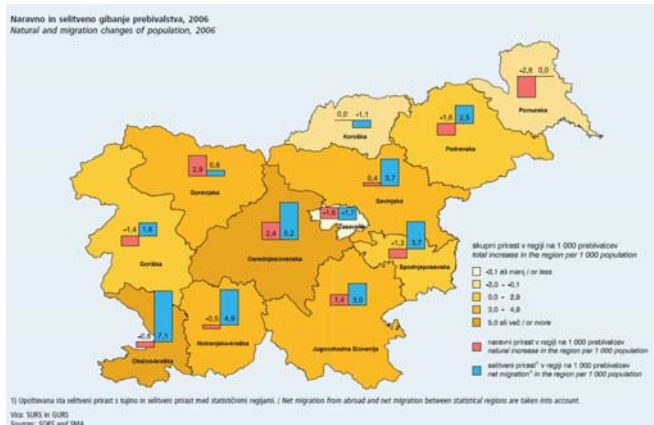 Naravno in selitveno gibanje prebivalstva, 2006
Natural and migration changes of population, 2006
-2,8 0,0
Pomurska
0,0 -1,1
Koroška
-1,6 2,5
Podravska
2,9 0,8
Gorenjska
0,4 3,7
Savinjska
-1,6 -1,7
Zasavska
-1,4 1,8
Goriška
2,4 5,2
Osrednjeslovenska
-1,3 3,7
Spodnjeposavska
-0,8 7,1
Obalno-kraška
-0,5 4,9
Notranjsko-kraška
1,4 3,0
Jugovzhodna Slovenija
skupni prirast v regiji na 1 000 prebivalcev
total increase in the region per 1 000 population
-3,1 ali manj / or less
-3,0 – -0,1
0,0 – 2,9
3,0 – 4,9
5,0 ali več / or more
naravni prirast v regiji na 1 000 prebivalcev
natural increase in the region per 1 000 population
selitveni prirast¹⁾ v regiji na 1 000 prebivalcev
net migration¹⁾ in the region per 1 000 population
1) Upoštevana sta selitveni prirast s tujino in selitveni prirast med statističnimi regijami. / Net migration from abroad and net migration between statistical regions are taken into account.
Vira: SURS in GURS
Sources: SORS and SMA